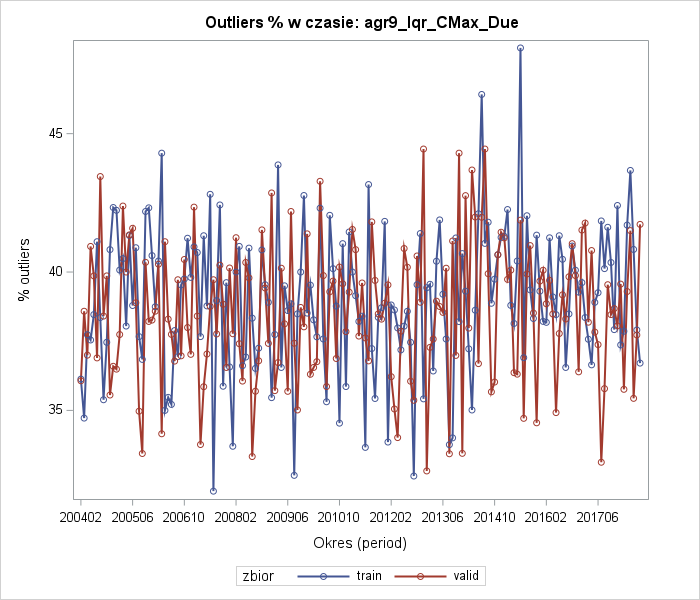 Outliers % w czasie: agr9_Iqr_CMax_Due
% outliers
45
40
35
200402 200506 200610 200802 200906 201010 201202 201306 201410 201602 201706
Okres (period)
zbior train valid